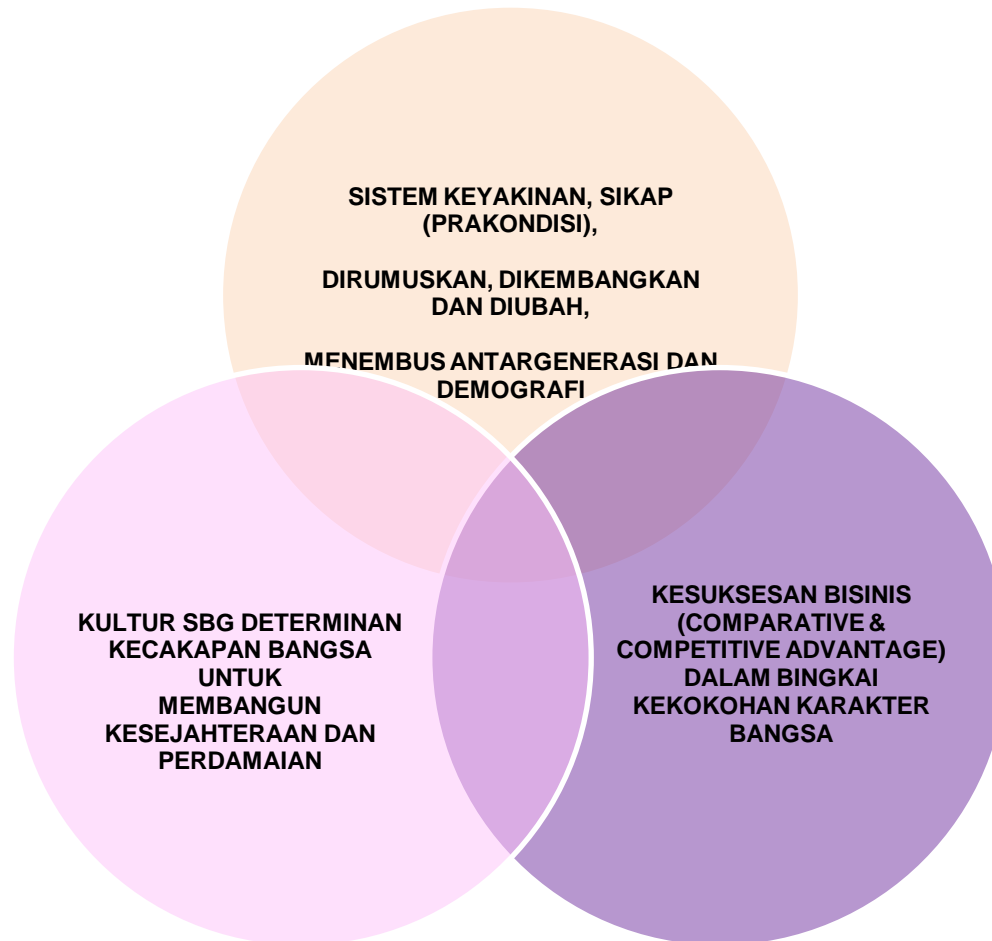 SISTEM KEYAKINAN, SIKAP
(PRAKONDISI),
DIRUMUSKAN, DIKEMBANGKAN
DAN DIUBAH,
MENEMBUS ANTARGENERASI DAN
DEMOGRAFI
KULTUR SBG DETERMINAN
KECAKAPAN BANGSA
UNTUK
MEMBANGUN
KESEJAHTERAAN DAN
PERDAMAIAN
KESUKSESAN BISINIS
(COMPARATIVE &
COMPETITIVE ADVANTAGE)
DALAM BINGKAI
KEKOKOHAN KARAKTER
BANGSA